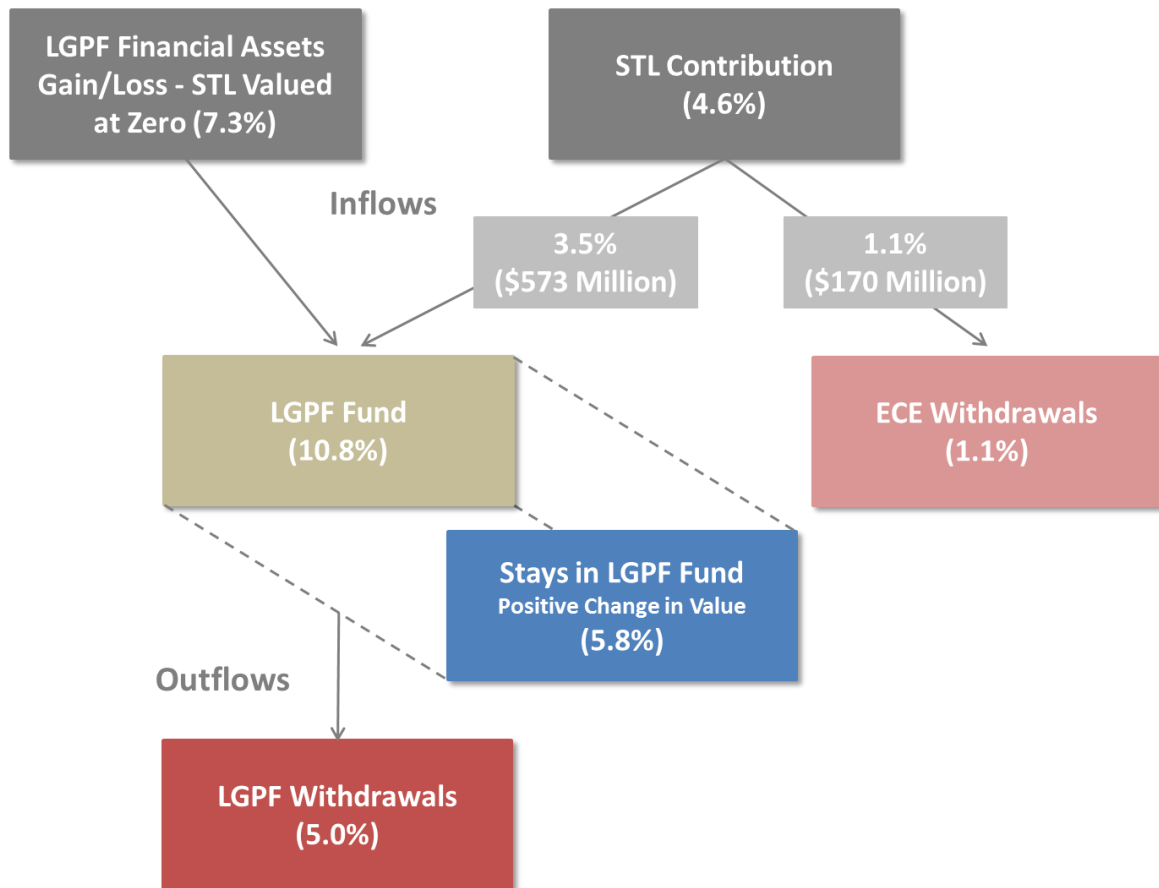 LGPF Financial Assets
Gain/Loss - STL Valued
at Zero (7.3%)
STL Contribution
(4.6%)
Inflows
3.5%
($573 Million)
1.1%
($170 Million)
LGPF Fund
(10.8%)
ECE Withdrawals
(1.1%)
Stays in LGPF Fund
Positive Change in Value
(5.8%)
Outflows
LGPF Withdrawals
(5.0%)